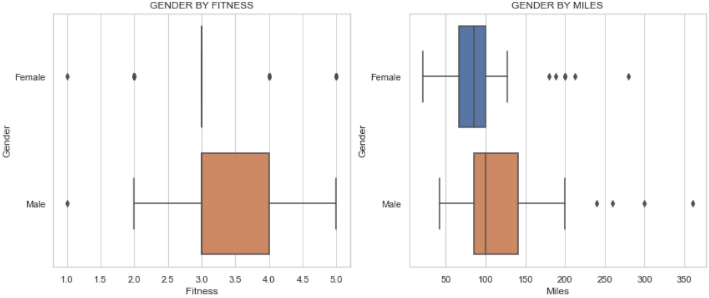 GENDER BY FITNESS
Female
Male
Gender
1.0 1.5 2.0 2.5 3.0 3.5 4.0 4.5 5.0
Fitness
GENDER BY MILES
Female
Male
Gender
50 100 150 200 250 300 350
Miles